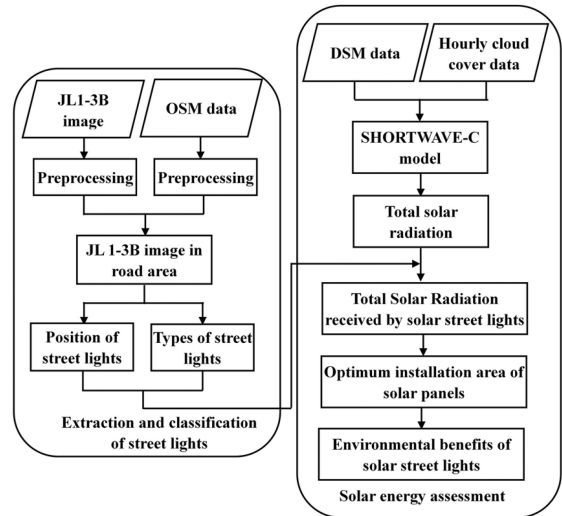 JL1-3B
image
OSM data
Preprocessing
Preprocessing
JL 1-3B image in
road area
Position of
street lights
Types of street
lights
Extraction and classification
of street lights
DSM data
Hourly cloud
cover data
SHORTWAVE-C
model
Total solar
radiation
Total Solar Radiation
received by solar street lights
Optimum installation area of
solar panels
Environmental benefits of
solar street lights
Solar energy assessment